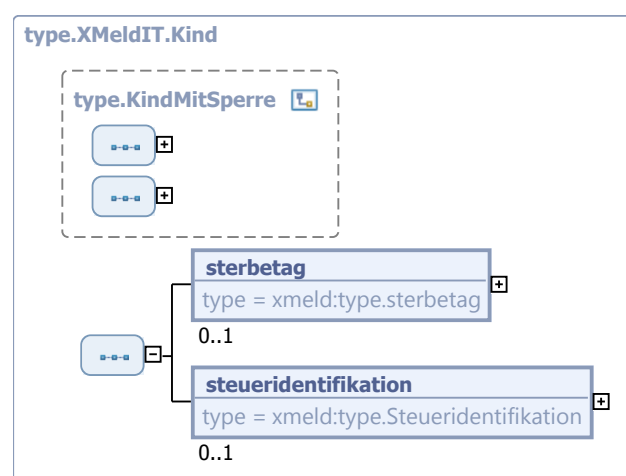 type.XMeldIT.Kind
type.KindMitSperre
sterbetag
type = xmeld:type.sterbetag
0..1
steueridentifikation
type = xmeld:type.Steueridentifikation
0..1